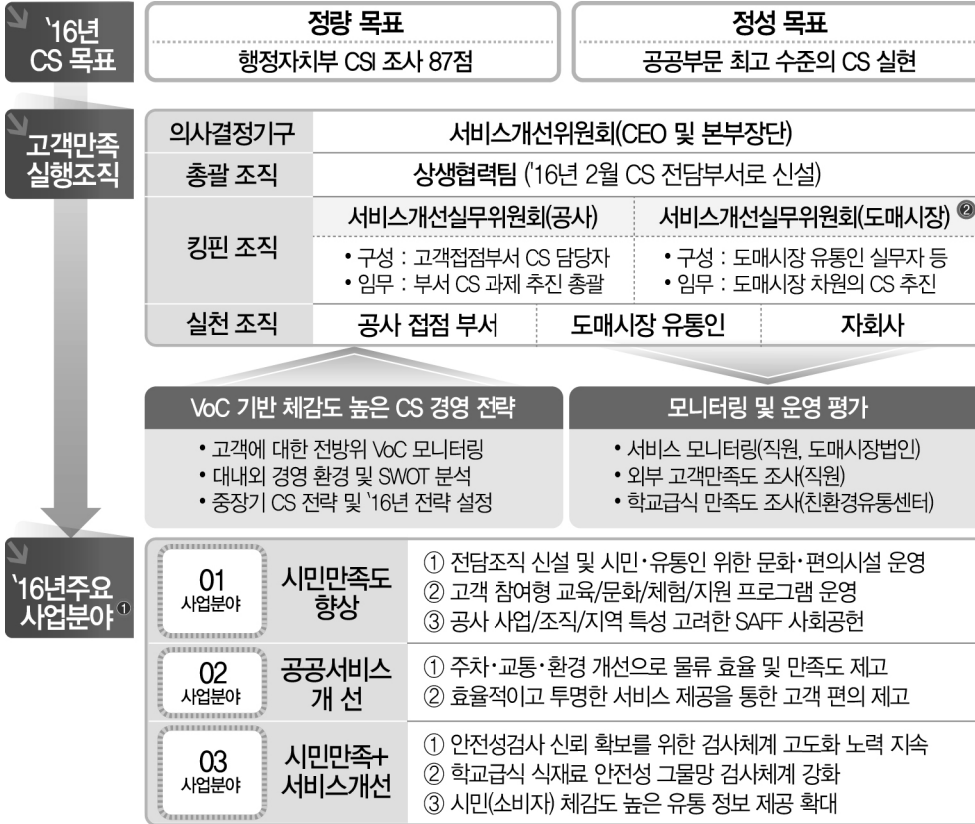 ‵16년
CS 목표
정량 목표
행정자치부 CSI 조사 87점
정성 목표
공공부문 최고 수준의 CS 실현
고객만족
실행조직
의사결정기구
서비스개선위원회(CEO 및 본부장단)
총괄 조직
상생협력팀 ('16년 2월 CS 전담부서로 신설)
킹핀 조직
서비스개선실무위원회(공사)
• 구성 : 고객접점부서 CS 담당자
• 임무 : 부서 CS 과제 추진 총괄
서비스개선실무위원회(도매시장) ❷
• 구성 : 도매시장 유통인 실무자 등
• 임무 : 도매시장 차원의 CS 추진
실천 조직
공사 접점 부서
도매시장 유통인
자회사
VoC 기반 체감도 높은 CS 경영 전략
• 고객에 대한 전방위 VoC 모니터링
• 대내외 경영 환경 및 SWOT 분석
• 중장기 CS 전략 및 ‵16년 전략 설정
모니터링 및 운영 평가
• 서비스 모니터링(직원, 도매시장법인)
• 외부 고객만족도 조사(직원)
• 학교급식 만족도 조사(친환경유통센터)
‵16년주요
사업분야 ❶
01
사업분야
시민만족도
향상
① 전담조직 신설 및 시민·유통인 위한 문화·편의시설 운영
② 고객 참여형 교육/문화/체험/지원 프로그램 운영
③ 공사 사업/조직/지역 특성 고려한 SAFF 사회공헌
02
사업분야
공공서비스
개 선
① 주차·교통·환경 개선으로 물류 효율 및 만족도 제고
② 효율적이고 투명한 서비스 제공을 통한 고객 편의 제고
03
사업분야
시민만족+
서비스개선
① 안전성검사 신뢰 확보를 위한 검사체계 고도화 노력 지속
② 학교급식 식재료 안전성 그물망 검사체계 강화
③ 시민(소비자) 체감도 높은 유통 정보 제공 확대